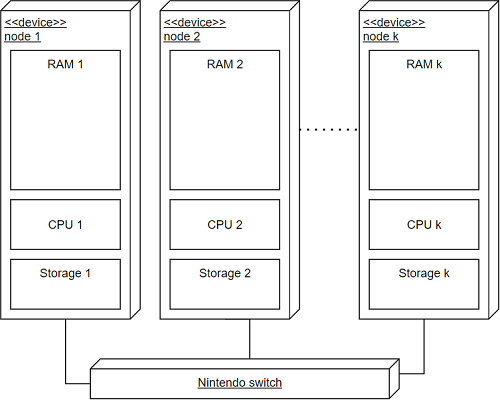 <<device>>
node 1
RAM 1
CPU 1
Storage 1
<<device>>
node 2
RAM 2
CPU 2
Storage 2
<<device>>
node k
RAM k
CPU k
Storage k
Nintendo switch